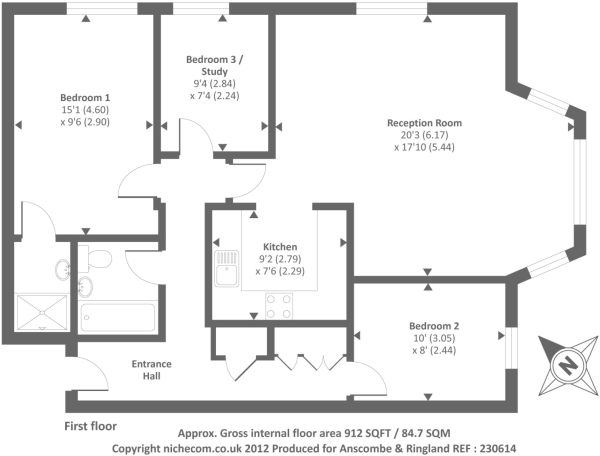 Bedroom 1
15'1 (4.60)
x 9'6 (2.90)
Bedroom 3 /
Study
9'4 (2.84)
x 7'4 (2.24)
Reception Room
20'3 (6.17)
x 17'10 (5.44)
Kitchen
9'2 (2.79)
x 7'6 (2.29)
Bedroom 2
10' (3.05)
x 8' (2.44)
Entrance
Hall
N
First floor
Approx. Gross internal floor area 912 SQFT / 84.7 SQM
Copyright nichecom.co.uk 2012 Produced for Anscombe & Ringland REF : 230614